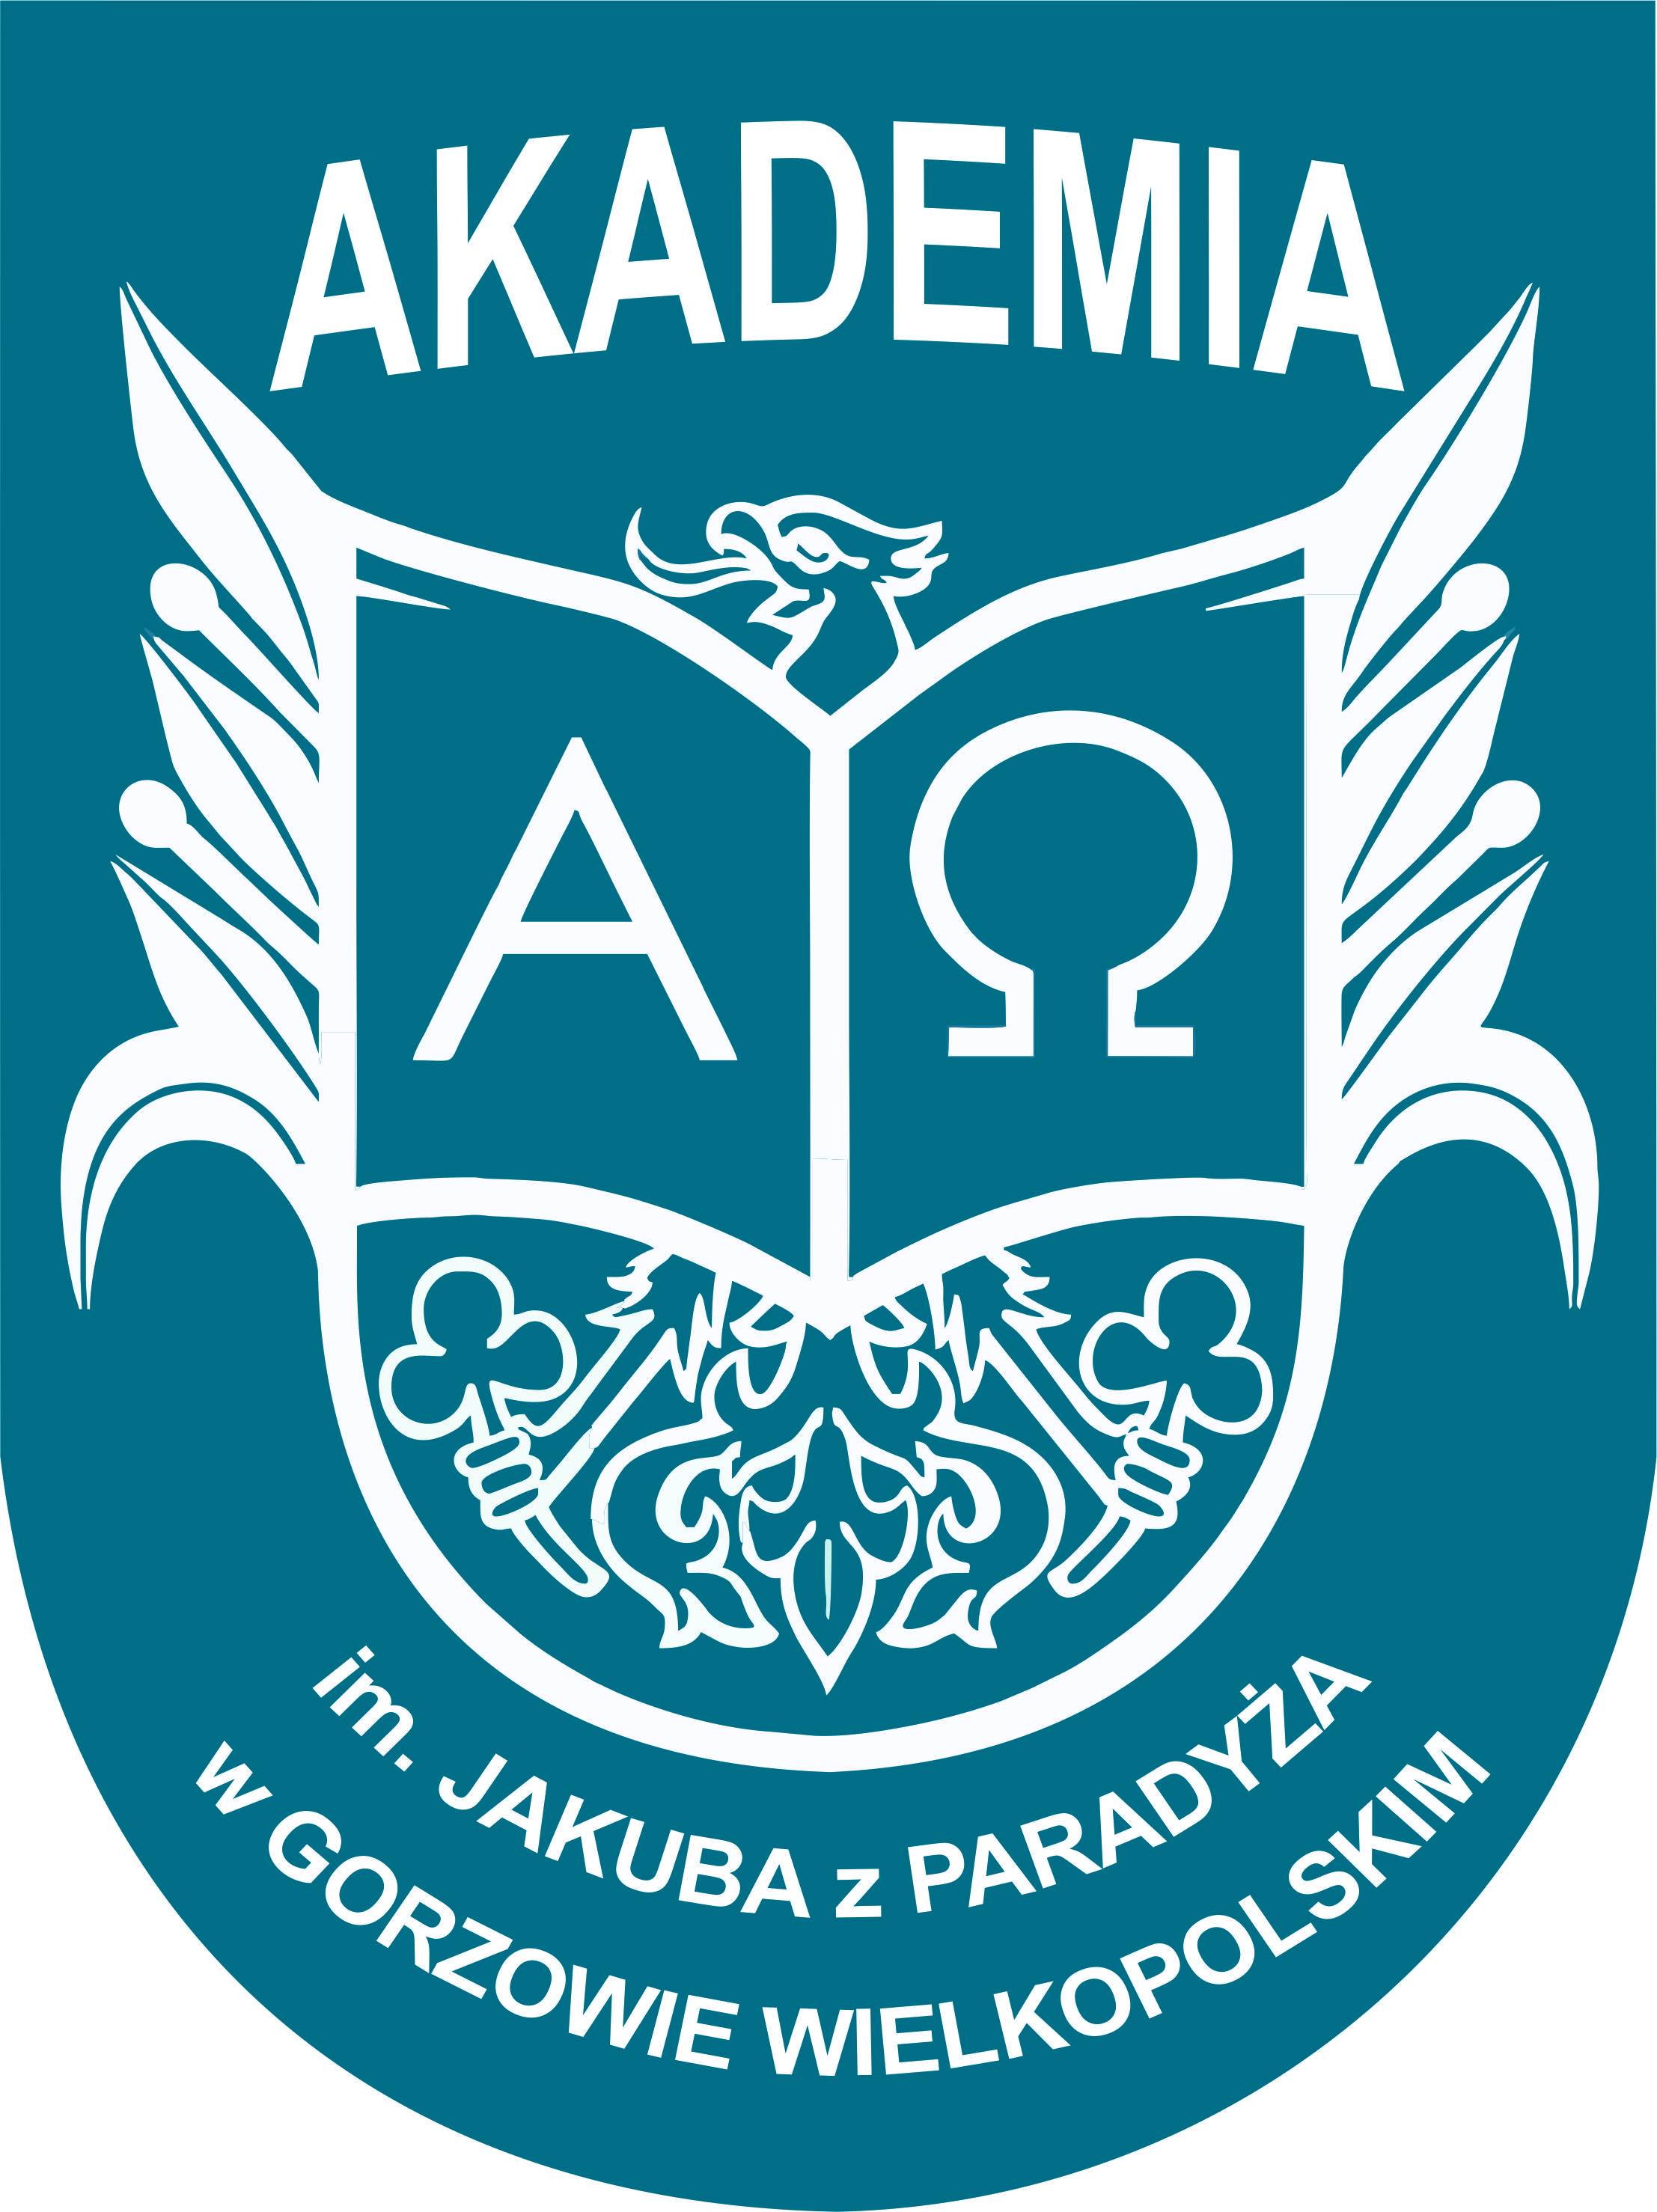 AKADEMIA
Α Ω
Im. JAKUBA z PARADYŻA
w GORZOWIE WIELKOPOLSKIM